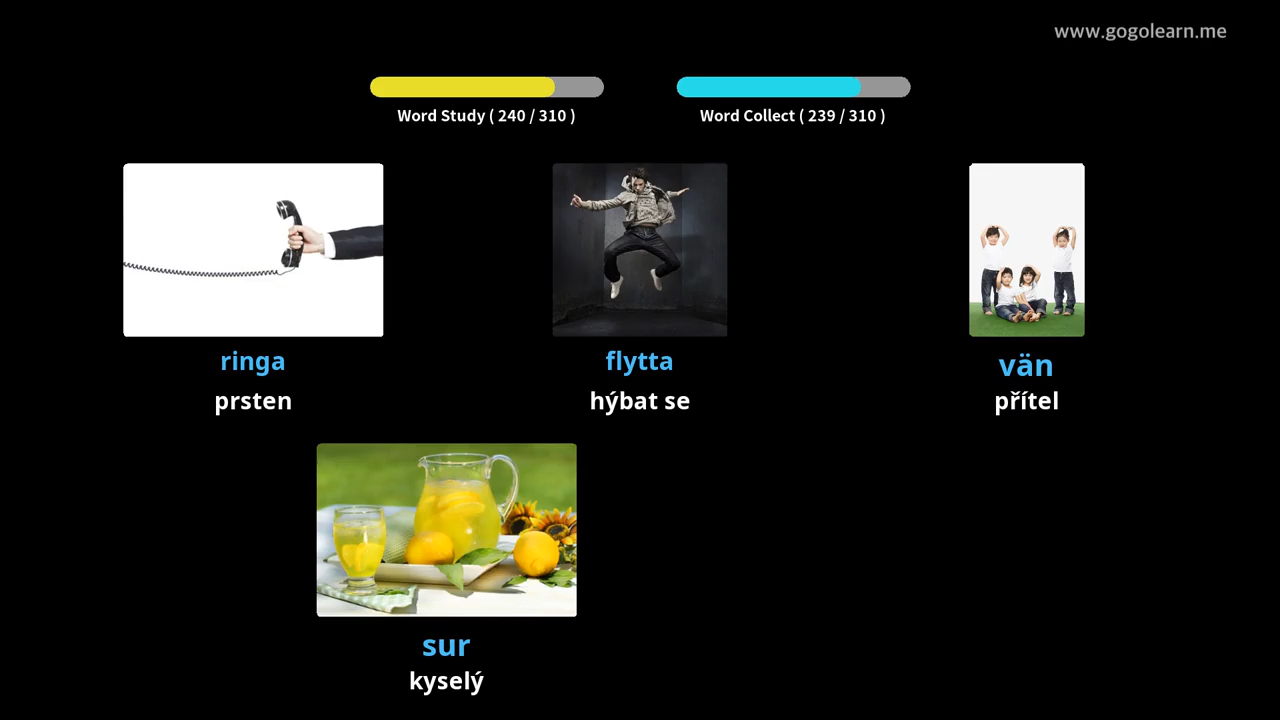 www.gogolearn.me
Word Study ( 240 / 310 )
Word Collect ( 239 / 310 )
ringa
flytta
vän
prsten
hýbat se
přítel
sur
kyselý